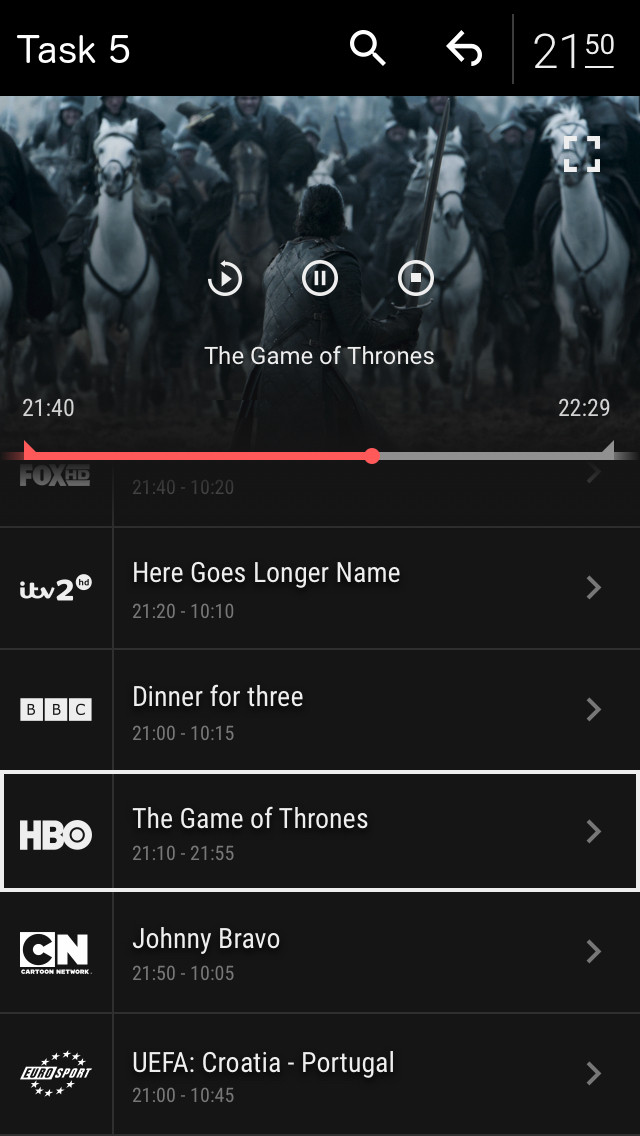 Task 5
21 50
The Game of Thrones
21:40 22:29
FOX HD
21:40 - 10:20
itv2 hd
Here Goes Longer Name
21:20 - 10:10
BBC
Dinner for three
21:00 - 10:15
HBO
The Game of Thrones
21:10 - 21:55
CN
CARTOON NETWORK
Johnny Bravo
21:50 - 10:05
EUROSPORT
UEFA: Croatia - Portugal
21:00 - 10:45